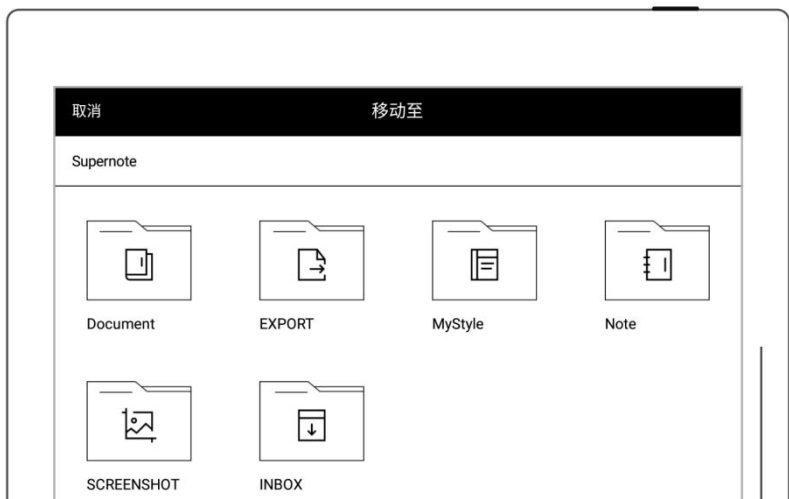 取消 移动至
Supernote
Document EXPORT MyStyle Note
SCREENSHOT INBOX